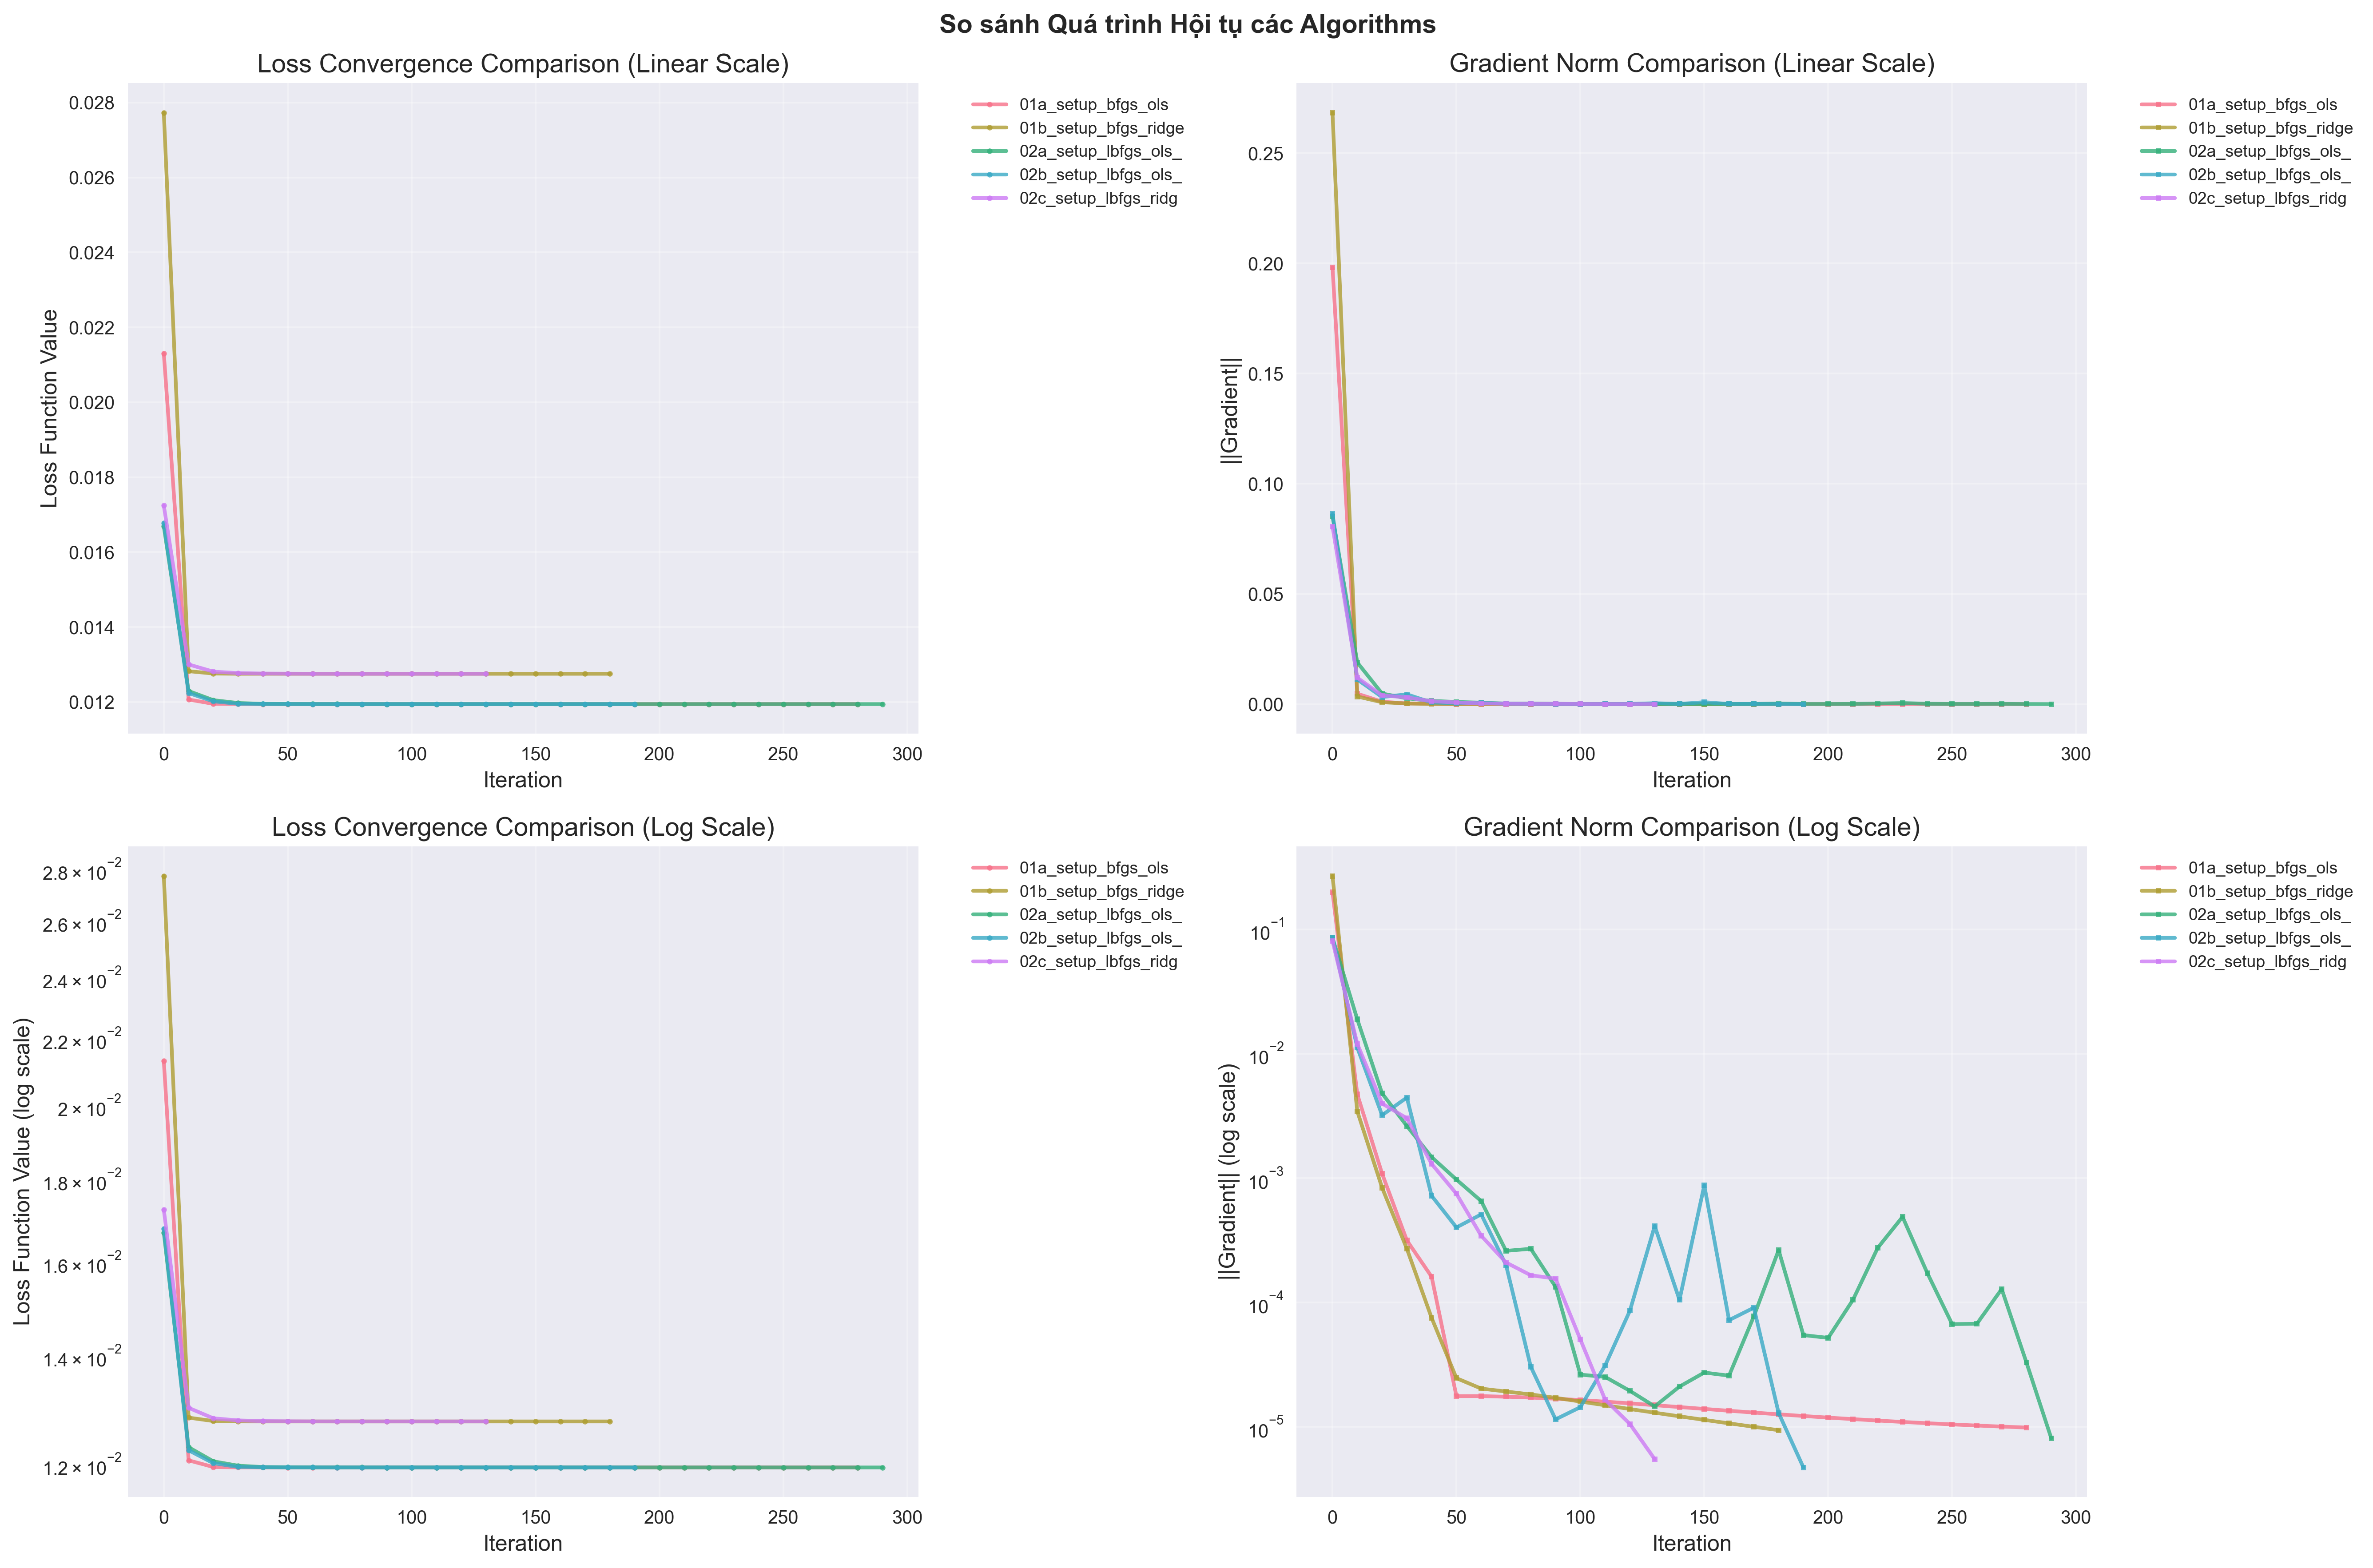 So sánh Quá trình Hội tụ các Algorithms
Loss Convergence Comparison (Linear Scale)
Loss Function Value
0.028
0.026
0.024
0.022
0.020
0.018
0.016
0.014
0.012
0
50
100
150
200
250
300
Iteration
01a_setup_bfgs_ols
01b_setup_bfgs_ridge
02a_setup_lbfgs_ols_
02b_setup_lbfgs_ols_
02c_setup_lbfgs_ridg
Gradient Norm Comparison (Linear Scale)
||Gradient||
0.25
0.20
0.15
0.10
0.05
0.00
0
50
100
150
200
250
300
Iteration
01a_setup_bfgs_ols
01b_setup_bfgs_ridge
02a_setup_lbfgs_ols_
02b_setup_lbfgs_ols_
02c_setup_lbfgs_ridg
Loss Convergence Comparison (Log Scale)
Loss Function Value (log scale)
2.8 × 10⁻²
2.6 × 10⁻²
2.4 × 10⁻²
2.2 × 10⁻²
2 × 10⁻²
1.8 × 10⁻²
1.6 × 10⁻²
1.4 × 10⁻²
1.2 × 10⁻²
0
50
100
150
200
250
300
Iteration
01a_setup_bfgs_ols
01b_setup_bfgs_ridge
02a_setup_lbfgs_ols_
02b_setup_lbfgs_ols_
02c_setup_lbfgs_ridg
Gradient Norm Comparison (Log Scale)
||Gradient|| (log scale)
10⁻¹
10⁻²
10⁻³
10⁻⁴
10⁻⁵
0
50
100
150
200
250
300
Iteration
01a_setup_bfgs_ols
01b_setup_bfgs_ridge
02a_setup_lbfgs_ols_
02b_setup_lbfgs_ols_
02c_setup_lbfgs_ridg